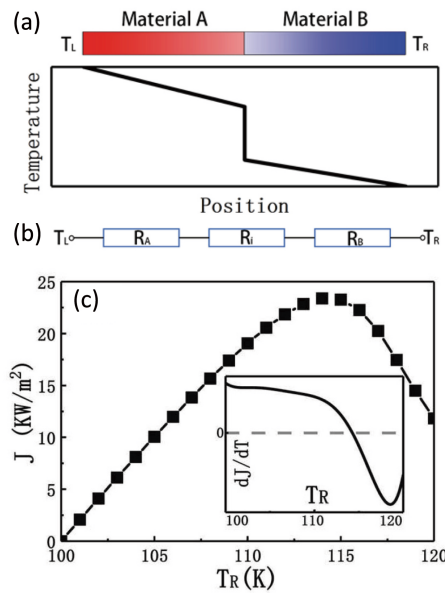 (a)
Material A Material B
T_L T_R
Temperature
Position
(b)
T_L R_A R_i R_B T_R
(c)
25
20
15
10
5
0
J (KW/m²)
100 105 110 115 120
T_R(K)
0
dJ/dT
T_R
100 110 120